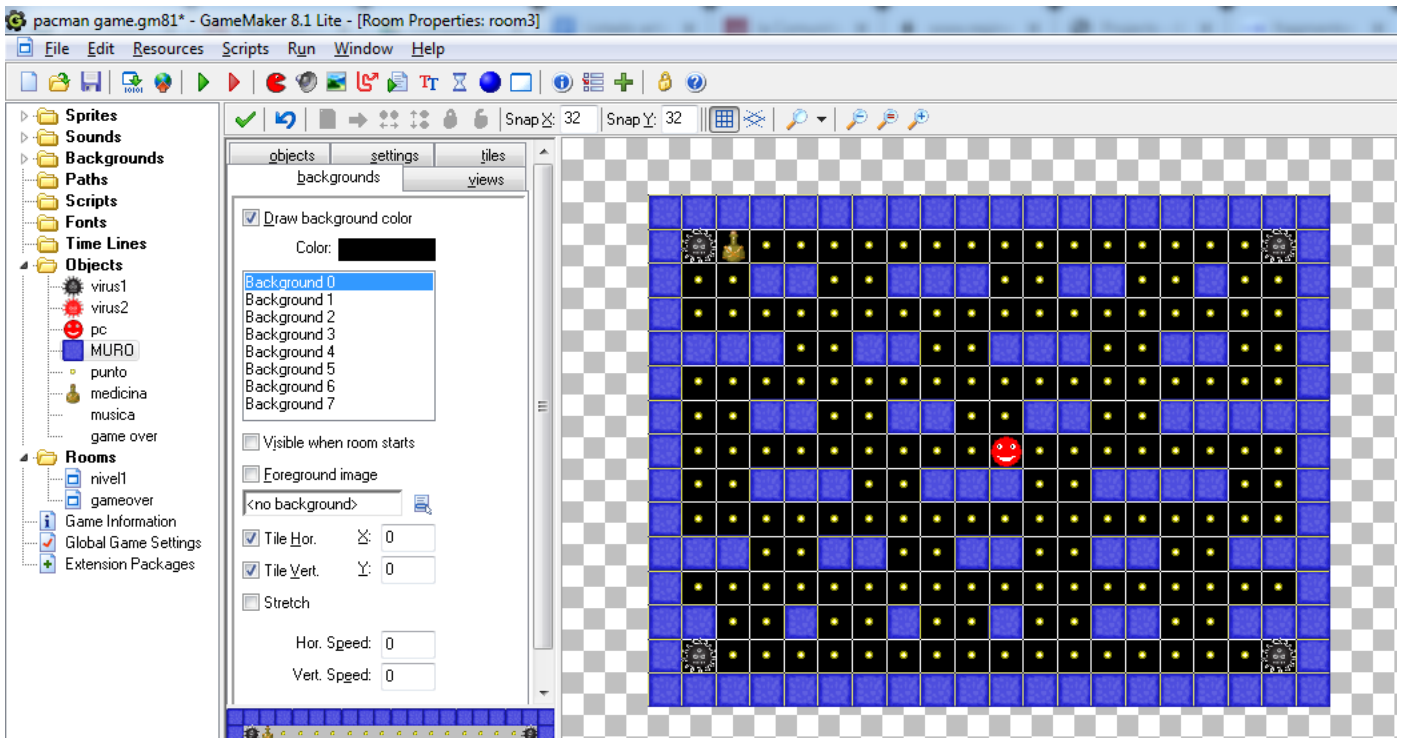 pacman game.gm81* - GameMaker 8.1 Lite - [Room Properties: room3]
File Edit Resources Scripts Run Window Help
Snap X: 32 Snap Y: 32
Sprites
Sounds
Backgrounds
Paths
Scripts
Fonts
Time Lines
Objects
virus1
virus2
pc
MURO
punto
medicina
musica
game over
Rooms
nivel1
gameover
Game Information
Global Game Settings
Extension Packages
objects settings tiles
backgrounds views
Draw background color
Color:
Background 0
Background 1
Background 2
Background 3
Background 4
Background 5
Background 6
Background 7
Visible when room starts
Foreground image
<no background>
Tile Hor. X: 0
Tile Vert. Y: 0
Stretch
Hor. Speed: 0
Vert. Speed: 0